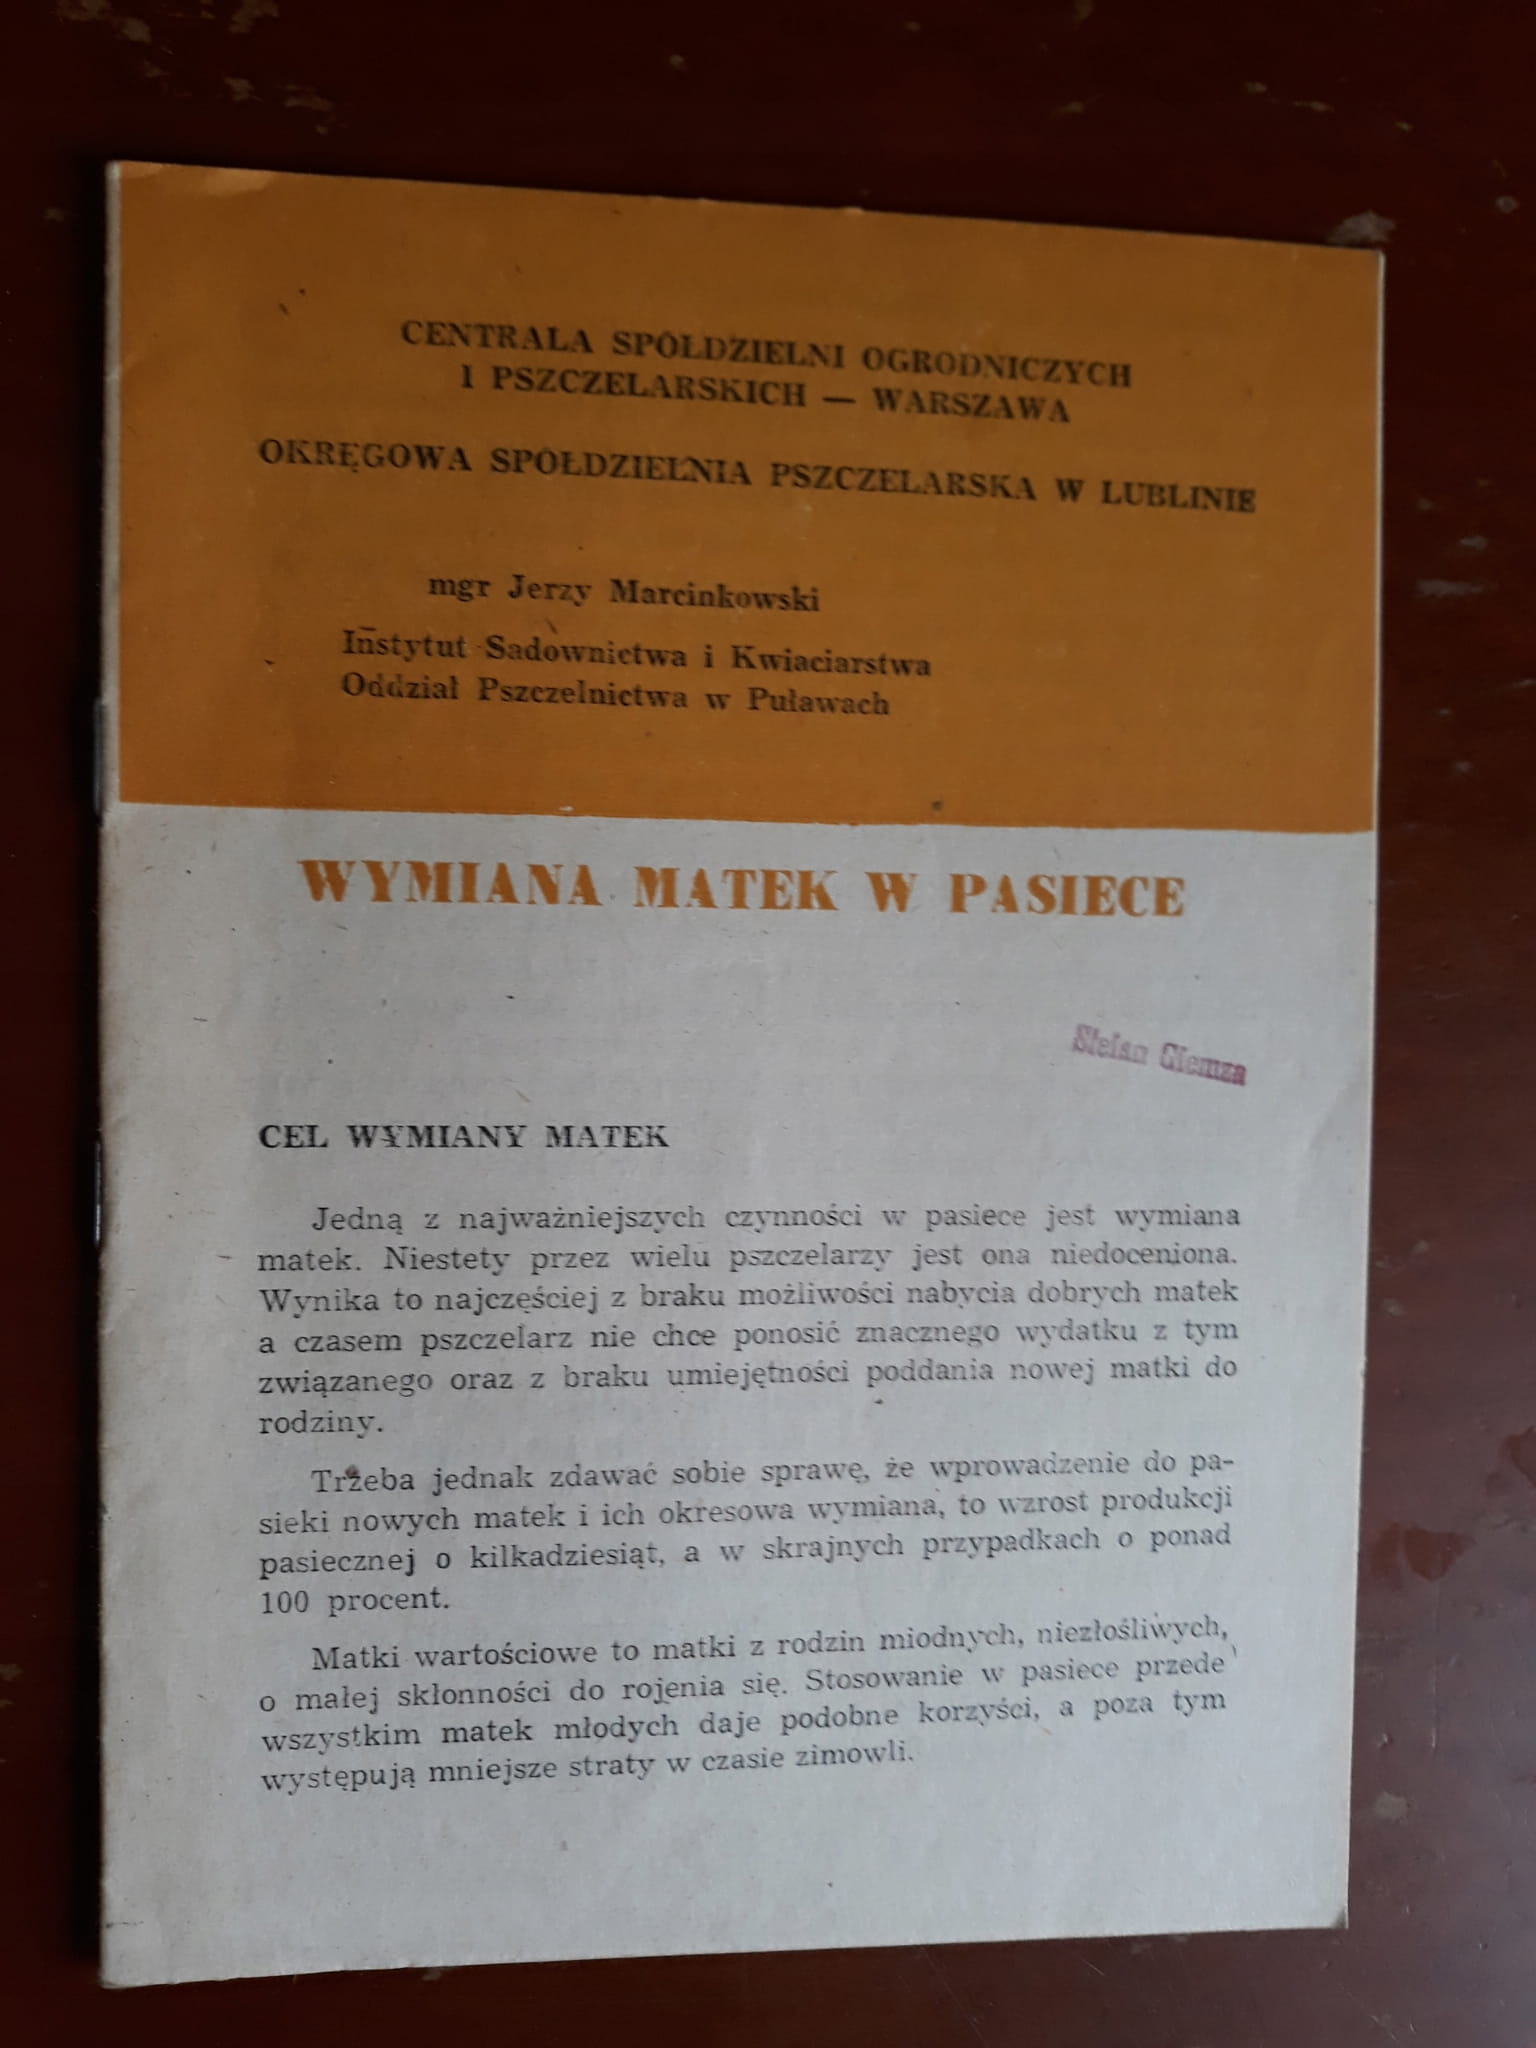 CENTRALA SPÓŁDZIELNI OGRODNICZYCH
I PSZCZELARSKICH — WARSZAWA
OKRĘGOWA SPÓŁDZIELNIA PSZCZELARSKA W LUBLINIE
mgr Jerzy Marcinkowski
Instytut Sadownictwa i Kwiaciarstwa
Oddział Pszczelnictwa w Puławach
WYMIANA MATEK W PASIECE
Stefan Giemza
CEL WYMIANY MATEK
Jedną z najważniejszych czynności w pasiece jest wymiana
matek. Niestety przez wielu pszczelarzy jest ona niedoceniona.
Wynika to najczęściej z braku możliwości nabycia dobrych matek
a czasem pszczelarz nie chce ponosić znacznego wydatku z tym
związanego oraz z braku umiejętności poddania nowej matki do
rodziny.
Trzeba jednak zdawać sobie sprawę, że wprowadzenie do pa-
sieki nowych matek i ich okresowa wymiana, to wzrost produkcji
pasiecznej o kilkadziesiąt, a w skrajnych przypadkach o ponad
100 procent.
Matki wartościowe to matki z rodzin miodnych, niezłośliwych,
o małej skłonności do rojenia się. Stosowanie w pasiece przede
wszystkim matek młodych daje podobne korzyści, a poza tym
występują mniejsze straty w czasie zimowli.